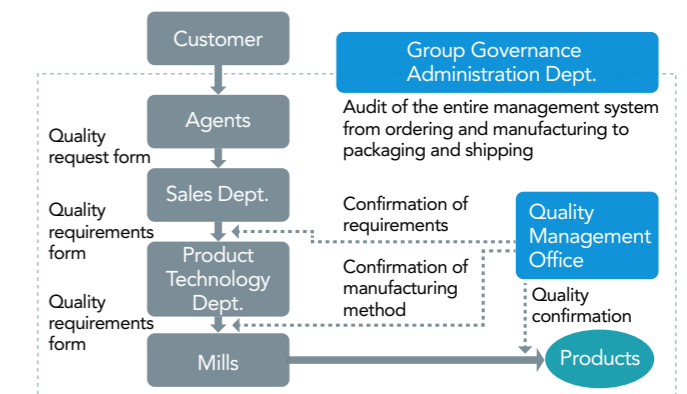 Customer
Group Governance
Administration Dept.
Agents
Audit of the entire management system
from ordering and manufacturing to
packaging and shipping
Quality
request form
Sales Dept.
Confirmation of
requirements
Quality
Management
Office
Quality
requirements
form
Product
Technology
Dept.
Confirmation of
manufacturing
method
Quality
confirmation
Quality
requirements
form
Mills
Products